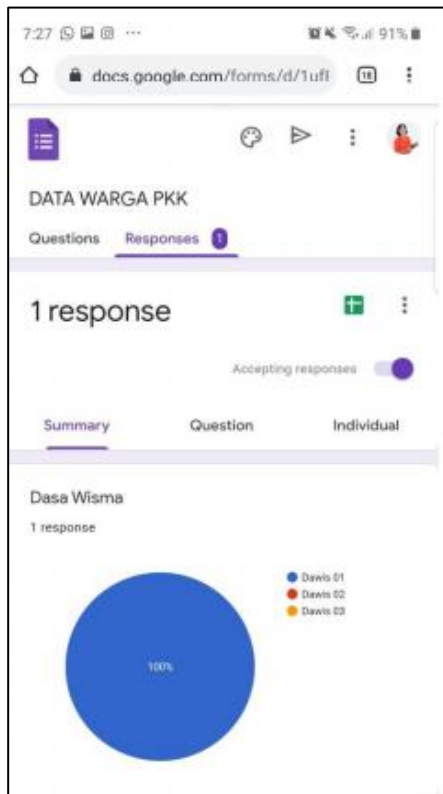 7:27 ... 91%
docs.google.com/forms/d/1ufl 18
DATA WARGA PKK
Questions Responses 1
1 response
Accepting responses
Summary Question Individual
Dasa Wisma
1 response
Dawis 01
Dawis 02
Dawis 03
100%